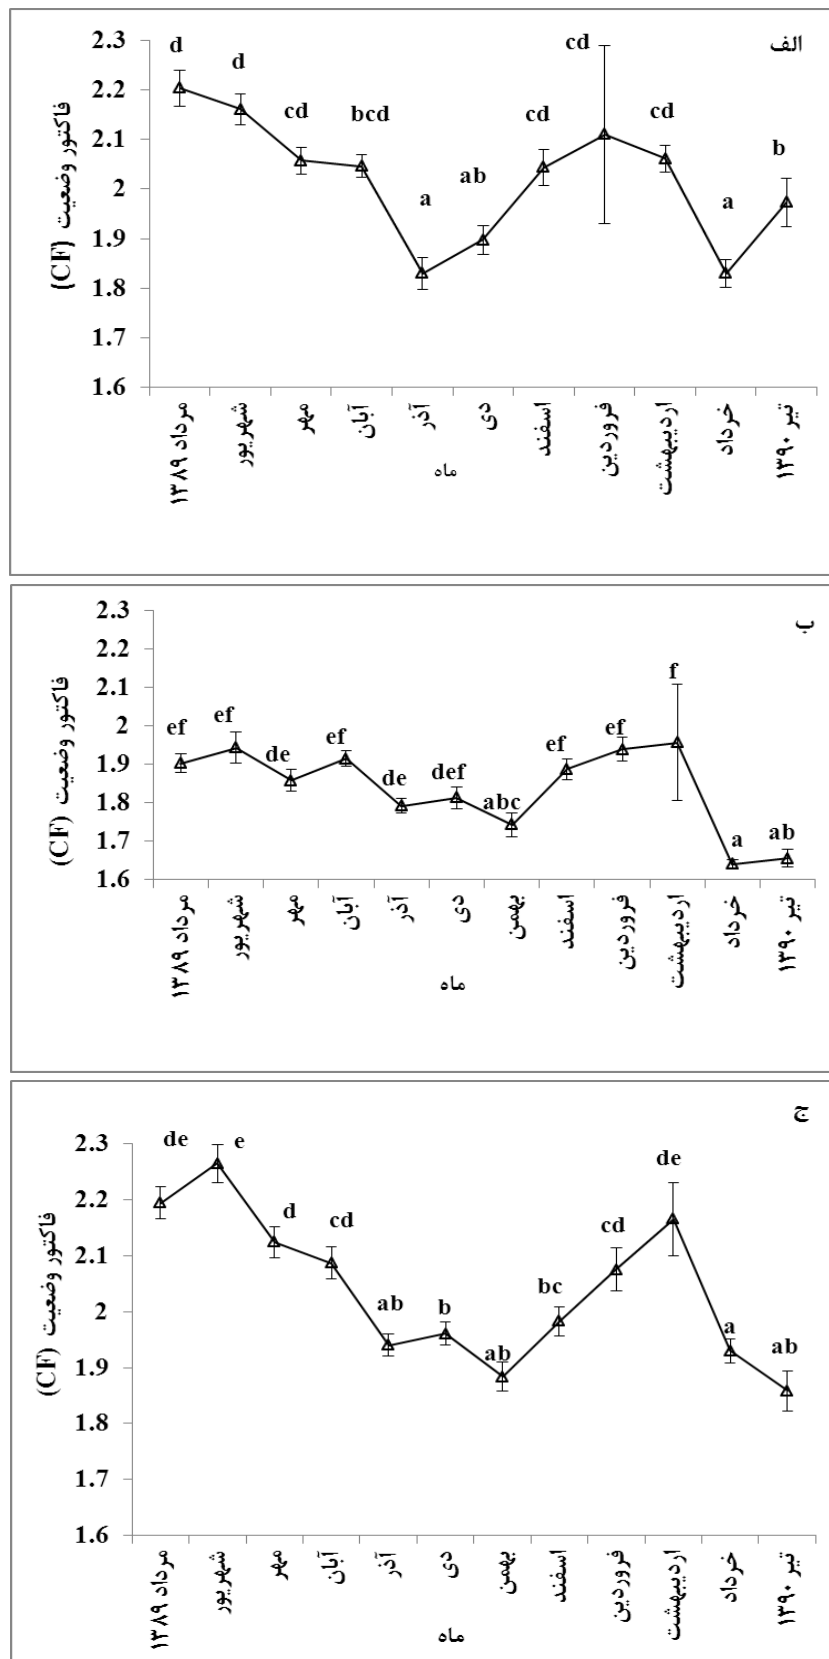 الف
فاکتور وضعیت (CF)
2.3
2.2
2.1
2
1.9
1.8
1.7
1.6
d
d
cd
bcd
a
ab
cd
cd
cd
a
b
مرداد ۱۳۸۹
شهریور
مهر
آبان
آذر
دی
اسفند
فروردین
اردیبهشت
خرداد
تیر ۱۳۹۰
ماه
ب
فاکتور وضعیت (CF)
2.3
2.2
2.1
2
1.9
1.8
1.7
1.6
ef
ef
de
ef
de
def
abc
ef
ef
f
a
ab
مرداد ۱۳۸۹
شهریور
مهر
آبان
آذر
دی
بهمن
اسفند
فروردین
اردیبهشت
خرداد
تیر ۱۳۹۰
ماه
ج
فاکتور وضعیت (CF)
2.3
2.2
2.1
2
1.9
1.8
1.7
1.6
de
e
d
cd
ab
b
ab
bc
cd
de
a
ab
مرداد ۱۳۸۹
شهریور
مهر
آبان
آذر
دی
بهمن
اسفند
فروردین
اردیبهشت
خرداد
تیر ۱۳۹۰
ماه